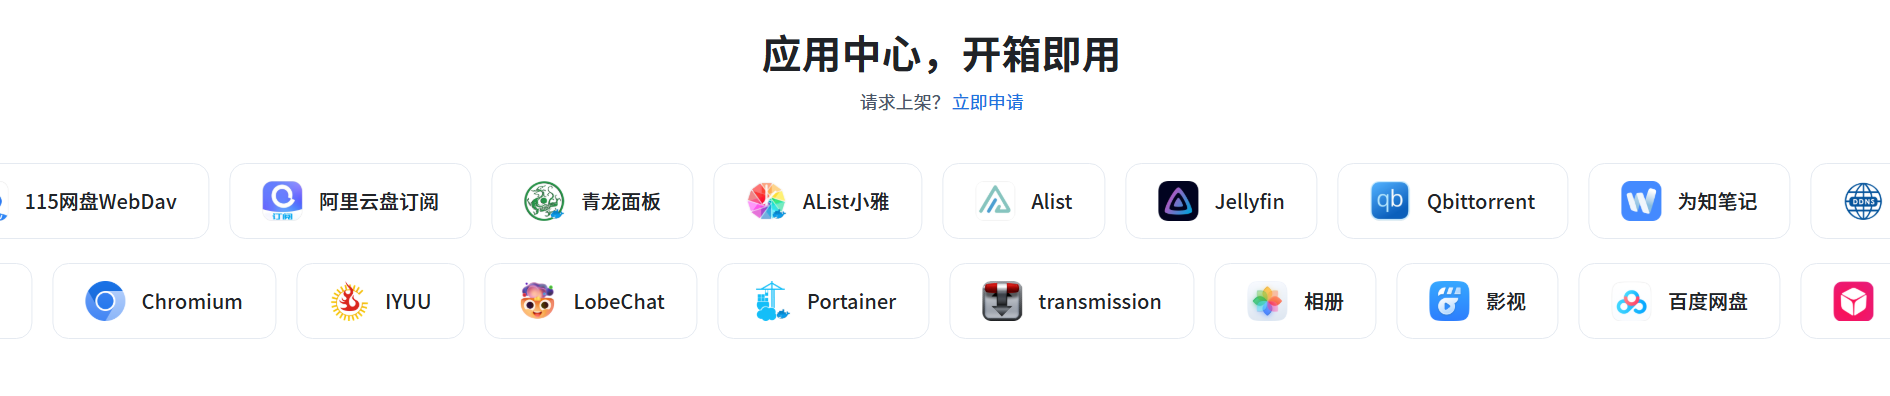 应用中心，开箱即用
请求上架？ 立即申请
115网盘WebDav 订阅 阿里云盘订阅 青龙面板 AList小雅 Alist Jellyfin qb Qbittorrent 为知笔记 DDNS
Chromium IYUU LobeChat Portainer transmission 相册 影视 百度网盘